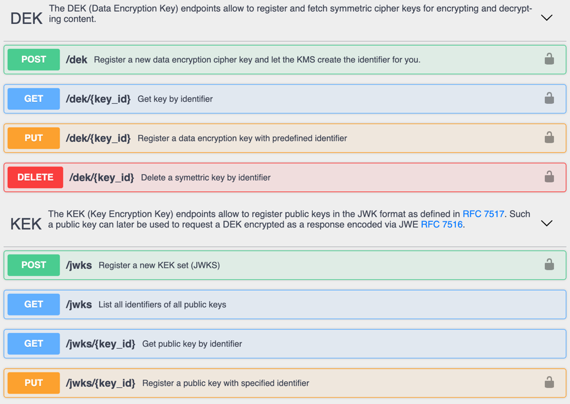 DEK
The DEK (Data Encryption Key) endpoints allow to register and fetch symmetric cipher keys for encrypting and decrypt-
ing content.
POST /dek Register a new data encryption cipher key and let the KMS create the identifier for you.
GET /dek/{key_id} Get key by identifier
PUT /dek/{key_id} Register a data encryption key with predefined identifier
DELETE /dek/{key_id} Delete a symettric key by identifier
KEK
The KEK (Key Encryption Key) endpoints allow to register public keys in the JWK format as defined in RFC 7517. Such
a public key can later be used to request a DEK encrypted as a response encoded via JWE RFC 7516.
POST /jwks Register a new KEK set (JWKS)
GET /jwks List all identifiers of all public keys
GET /jwks/{key_id} Get public key by identifier
PUT /jwks/{key_id} Register a public key with specified identifier